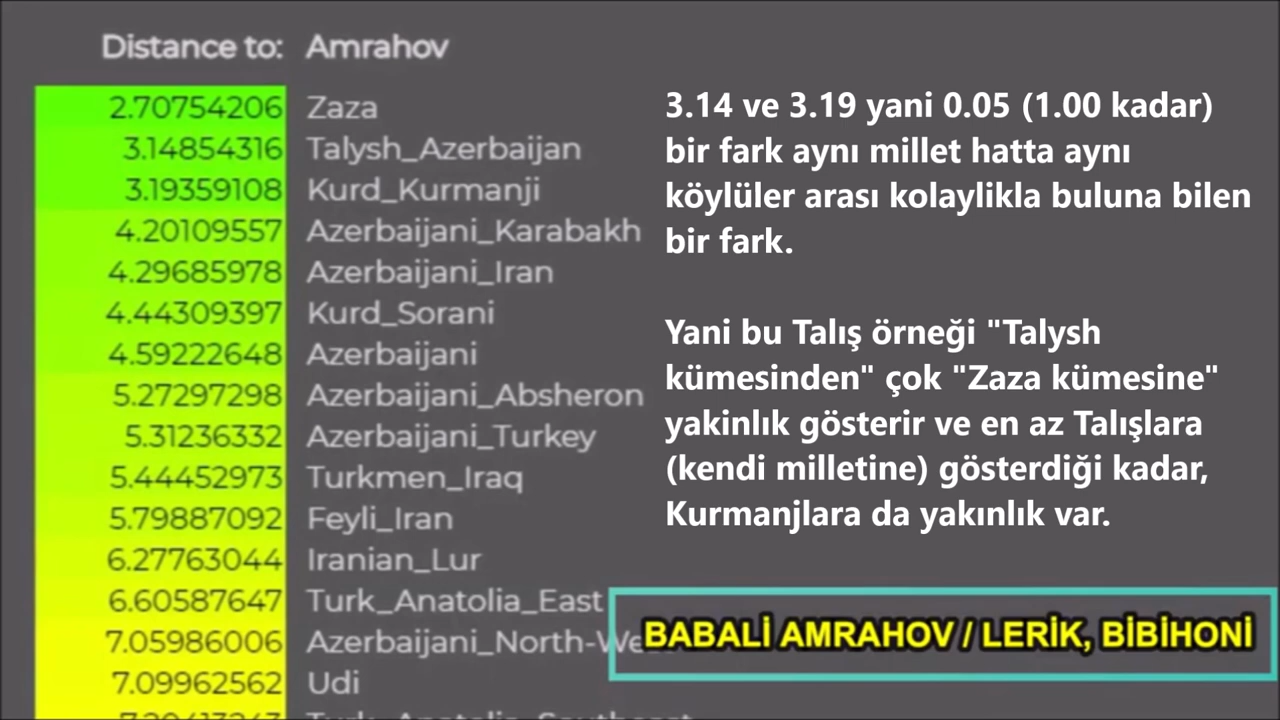 Distance to: Amrahov
2.70754206 Zaza
3.14854316 Talysh_Azerbaijan
3.19359108 Kurd_Kurmanji
4.20109557 Azerbaijani_Karabakh
4.29685978 Azerbaijani_Iran
4.44309397 Kurd_Sorani
4.59222648 Azerbaijani
5.27297298 Azerbaijani_Absheron
5.31236332 Azerbaijani_Turkey
5.44452973 Turkmen_Iraq
5.79887092 Feyli_Iran
6.27763044 Iranian_Lur
6.60587647 Turk_Anatolia_East
7.05986006 Azerbaijani_North-We
7.09962562 Udi
3.14 ve 3.19 yani 0.05 (1.00 kadar)
bir fark aynı millet hatta aynı
köylüler arası kolaylikla buluna bilen
bir fark.
Yani bu Talış örneği "Talysh
kümesinden" çok "Zaza kümesine"
yakinlık gösterir ve en az Talışlara
(kendi milletine) gösterdiği kadar,
Kurmanjlara da yakınlık var.
BABALİ AMRAHOV / LERİK, BİBİHONİ